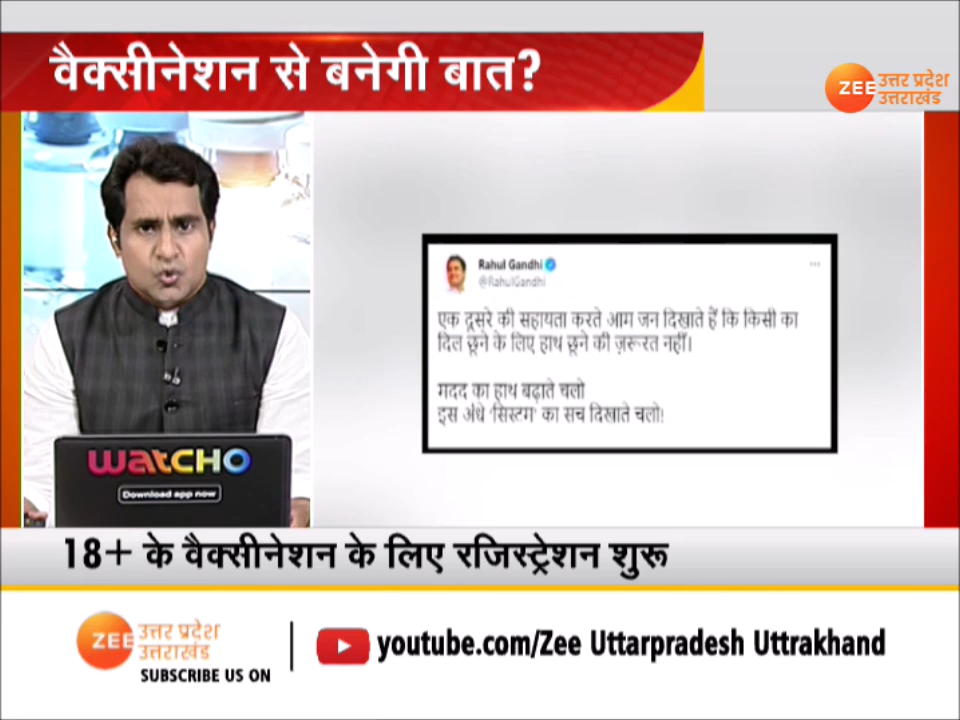 वैक्सीनेशन से बनेगी बात?
ZEE उत्तर प्रदेश
उत्तराखंड
Rahul Gandhi
@RahulGandhi
एक दूसरे की सहायता करते आम जन दिखाते हैं कि किसी का
दिल छूने के लिए हाथ छूने की ज़रूरत नहीं।
मदद का हाथ बढ़ाते चलो
इस अंधे 'सिस्टम' का सच दिखाते चलो!
WATCHO
Download app now
18+ के वैक्सीनेशन के लिए रजिस्ट्रेशन शुरू
ZEE उत्तर प्रदेश
उत्तराखंड
SUBSCRIBE US ON
youtube.com/Zee Uttarpradesh Uttrakhand